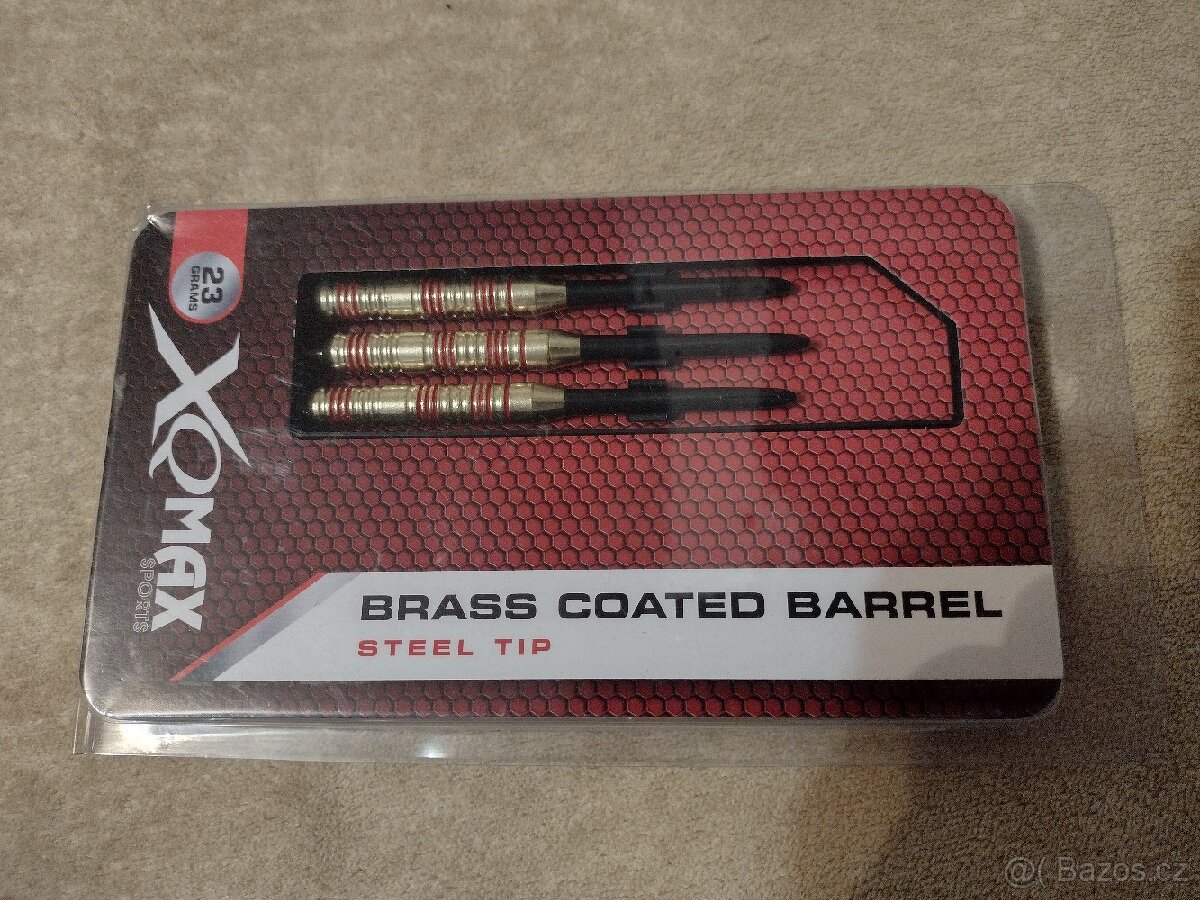 23
GRAMS
XQMAX
SPORTS
BRASS COATED BARREL
STEEL TIP
@( Bazos.cz